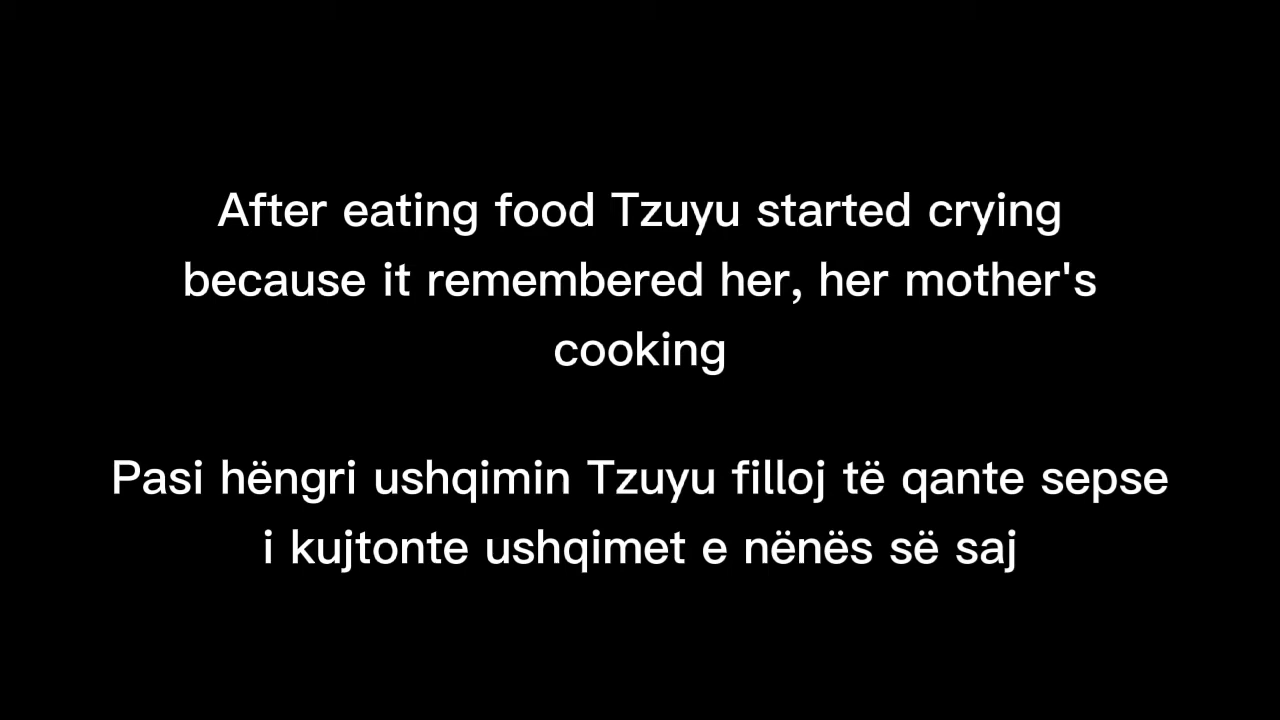 After eating food Tzuyu started crying
because it remembered her, her mother's
cooking
Pasi hëngri ushqimin Tzuyu filloj të qante sepse
i kujtonte ushqimet e nënës së saj